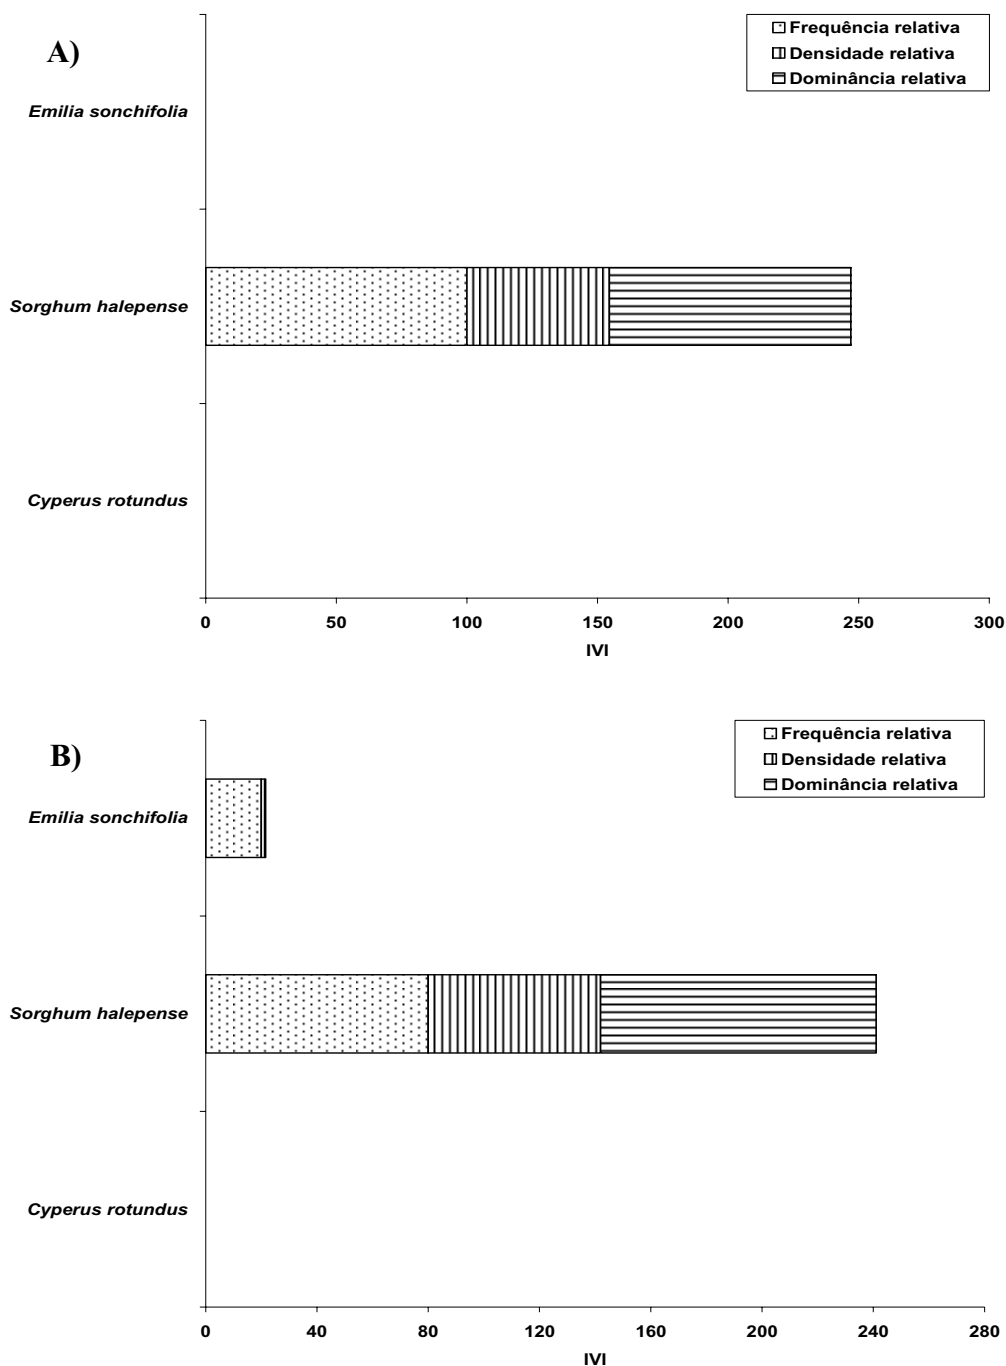 A)
Frequência relativa
Densidade relativa
Dominância relativa
Emilia sonchifolia
Sorghum halepense
Cyperus rotundus
0 50 100 150 200 250 300
IVI
B)
Frequência relativa
Densidade relativa
Dominância relativa
Emilia sonchifolia
Sorghum halepense
Cyperus rotundus
0 40 80 120 160 200 240 280
IVI